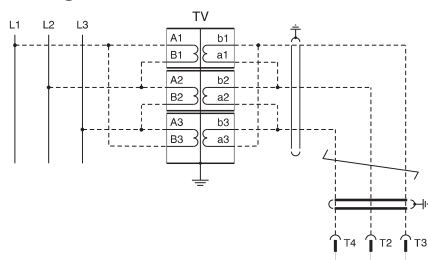 TV
L1 L2 L3
A1 b1
B1 a1
A2 b2
B2 a2
A3 b3
B3 a3
T4 T2 T3